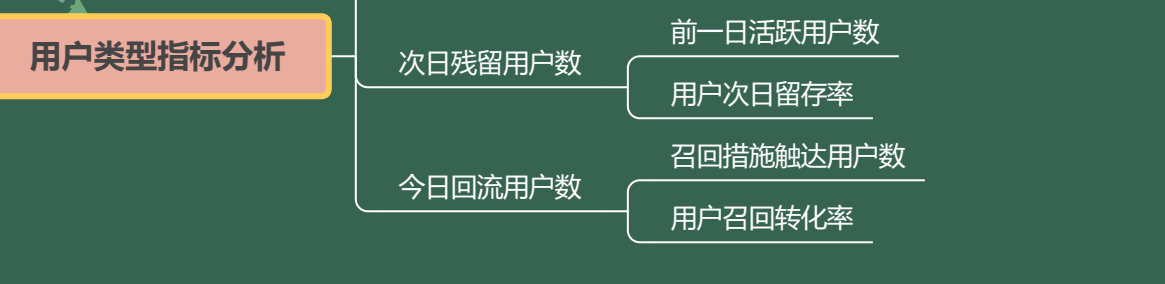 用户类型指标分析
次日残留用户数
前一日活跃用户数
用户次日留存率
今日回流用户数
召回措施触达用户数
用户召回转化率